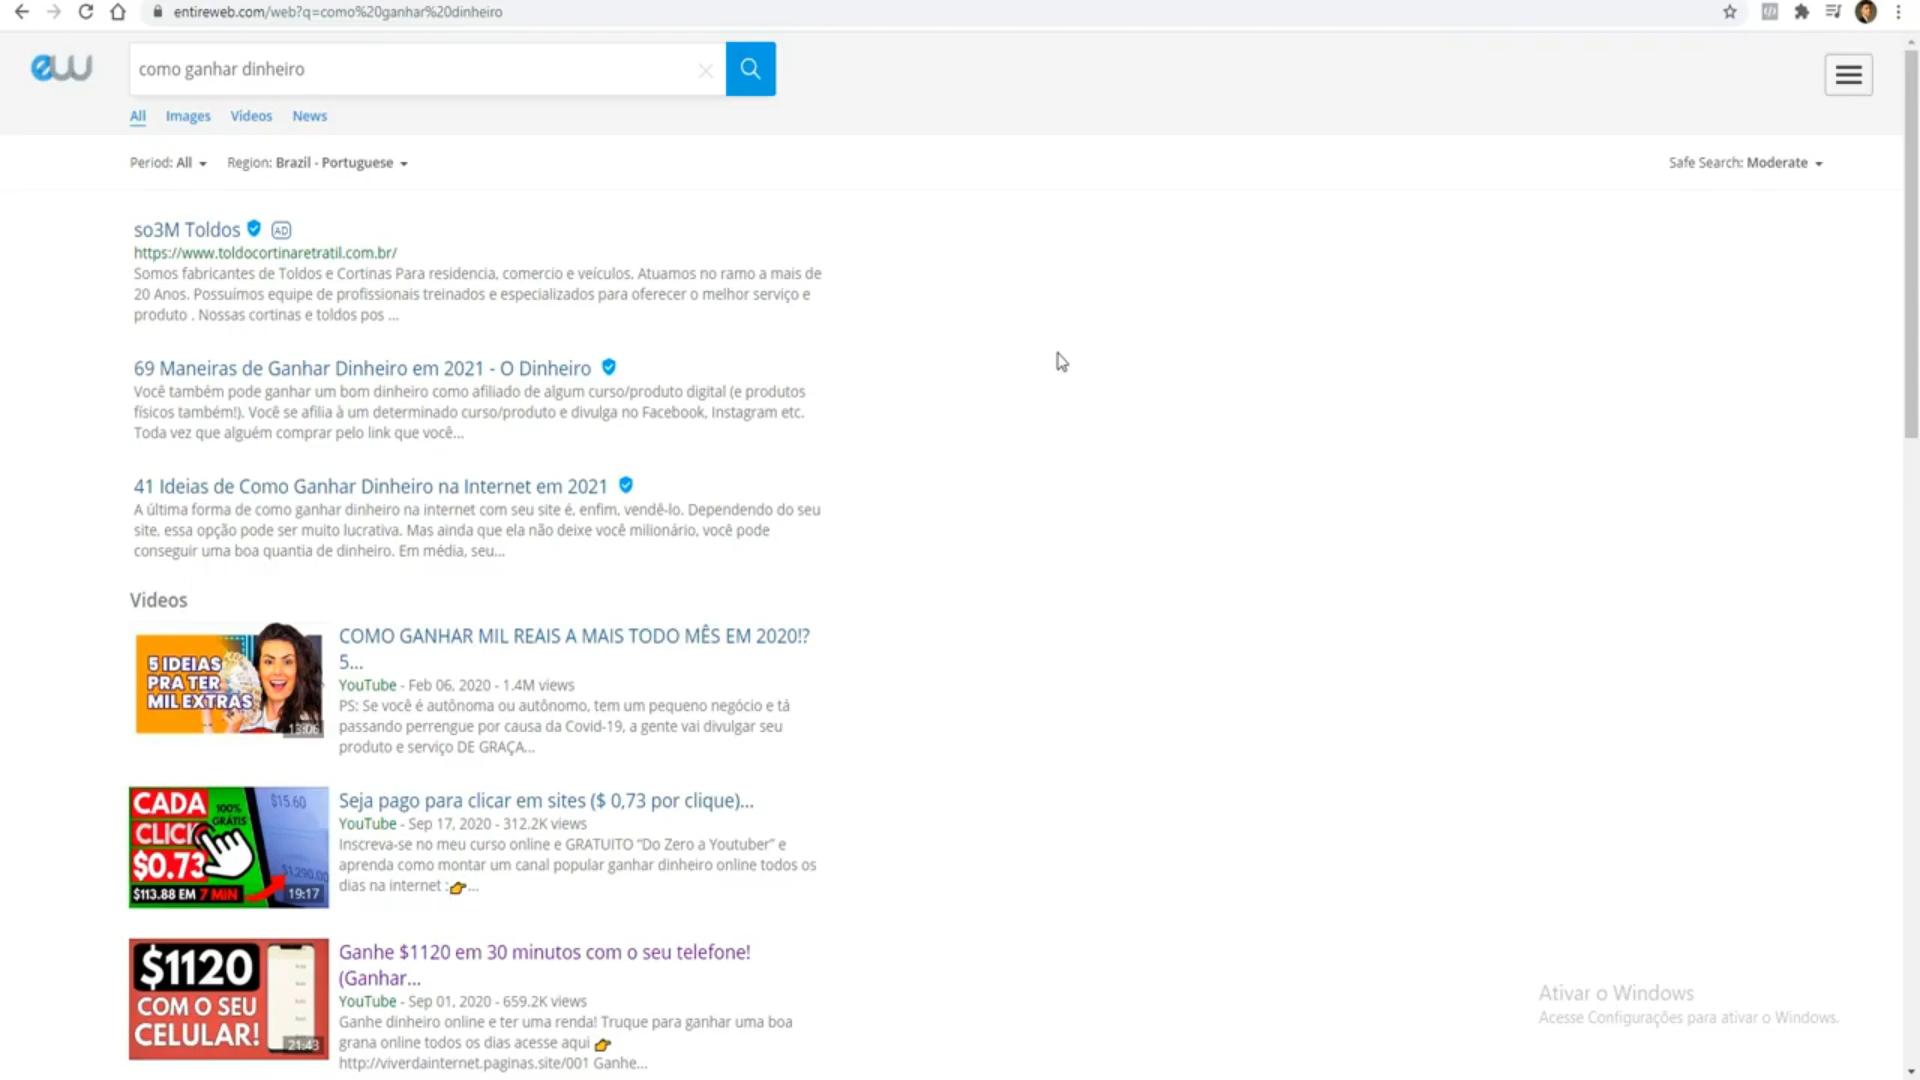 entireweb.com/web?q=como%20ganhar%20dinheiro
ew
como ganhar dinheiro
All Images Videos News
Period: All Region: Brazil - Portuguese Safe Search: Moderate
so3M Toldos AD
https://www.toldocortinaretratil.com.br/
Somos fabricantes de Toldos e Cortinas Para residencia, comercio e veículos. Atuamos no ramo a mais de
20 Anos. Possuímos equipe de profissionais treinados e especializados para oferecer o melhor serviço e
produto . Nossas cortinas e toldos pos ...
69 Maneiras de Ganhar Dinheiro em 2021 - O Dinheiro
Você também pode ganhar um bom dinheiro como afiliado de algum curso/produto digital (e produtos
físicos também!). Você se afilia à um determinado curso/produto e divulga no Facebook, Instagram etc.
Toda vez que alguém comprar pelo link que você...
41 Ideias de Como Ganhar Dinheiro na Internet em 2021
A última forma de como ganhar dinheiro na internet com seu site é, enfim, vendê-lo. Dependendo do seu
site, essa opção pode ser muito lucrativa. Mas ainda que ela não deixe você milionário, você pode
conseguir uma boa quantia de dinheiro. Em média, seu...
Videos
5 IDEIAS
PRA TER
MIL EXTRAS
13:06
COMO GANHAR MIL REAIS A MAIS TODO MÊS EM 2020!?
5...
YouTube - Feb 06, 2020 - 1.4M views
PS: Se você é autônoma ou autônomo, tem um pequeno negócio e tá
passando perrengue por causa da Covid-19, a gente vai divulgar seu
produto e serviço DE GRAÇA...
CADA 100% $15.60
CLICK GRÁTIS
$0.73 $1,290.00
$113.88 EM 7 MIN 19:17
Seja pago para clicar em sites ($ 0,73 por clique)...
YouTube - Sep 17, 2020 - 312.2K views
Inscreva-se no meu curso online e GRATUITO “Do Zero a Youtuber” e
aprenda como montar um canal popular ganhar dinheiro online todos os
dias na internet :👉...
$1120
COM O SEU
CELULAR!
21:43
Ganhe $1120 em 30 minutos com o seu telefone!
(Ganhar...
YouTube - Sep 01, 2020 - 659.2K views
Ganhe dinheiro online e ter uma renda! Truque para ganhar uma boa
grana online todos os dias acesse aqui 👉
http://viverdainternet.paginas.site/001 Ganhe...
Ativar o Windows
Acesse Configurações para ativar o Windows.